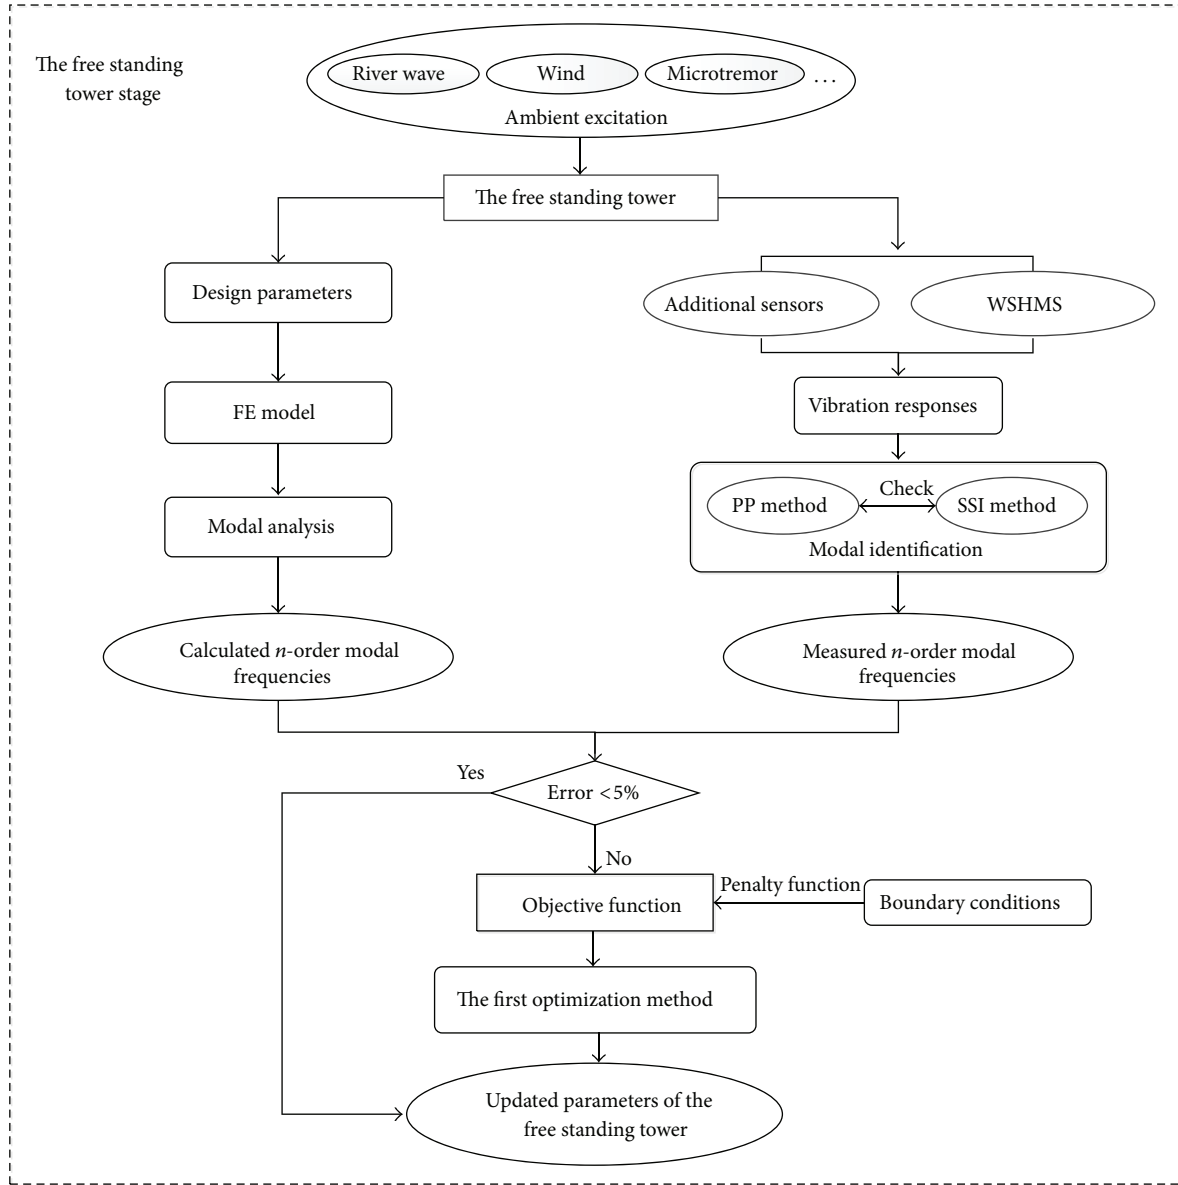 The free standing
tower stage
River wave
Wind
Microtremor
...
Ambient excitation
The free standing tower
Design parameters
Additional sensors
WSHMS
FE model
Vibration responses
Modal analysis
PP method
Check
SSI method
Modal identification
Calculated n-order modal
frequencies
Measured n-order modal
frequencies
Yes
Error <5%
No
Objective function
Penalty function
Boundary conditions
The first optimization method
Updated parameters of the
free standing tower